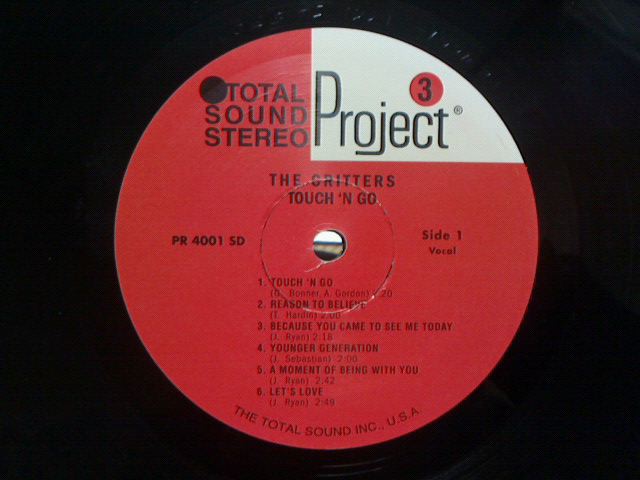 TOTAL
SOUND
STEREO
Project 3®
THE CRITTERS
TOUCH 'N GO
PR 4001 SD
Side 1
Vocal
1. TOUCH 'N GO
(G. Bonner, A. Gordon) 2:20
2. REASON TO BELIEVE
(T. Hardin) 2:00
3. BECAUSE YOU CAME TO SEE ME TODAY
(J. Ryan) 2:18
4. YOUNGER GENERATION
(J. Sebastian) 2:00
5. A MOMENT OF BEING WITH YOU
(J. Ryan) 2:42
6. LET'S LOVE
(J. Ryan) 2:49
THE TOTAL SOUND INC., U.S.A